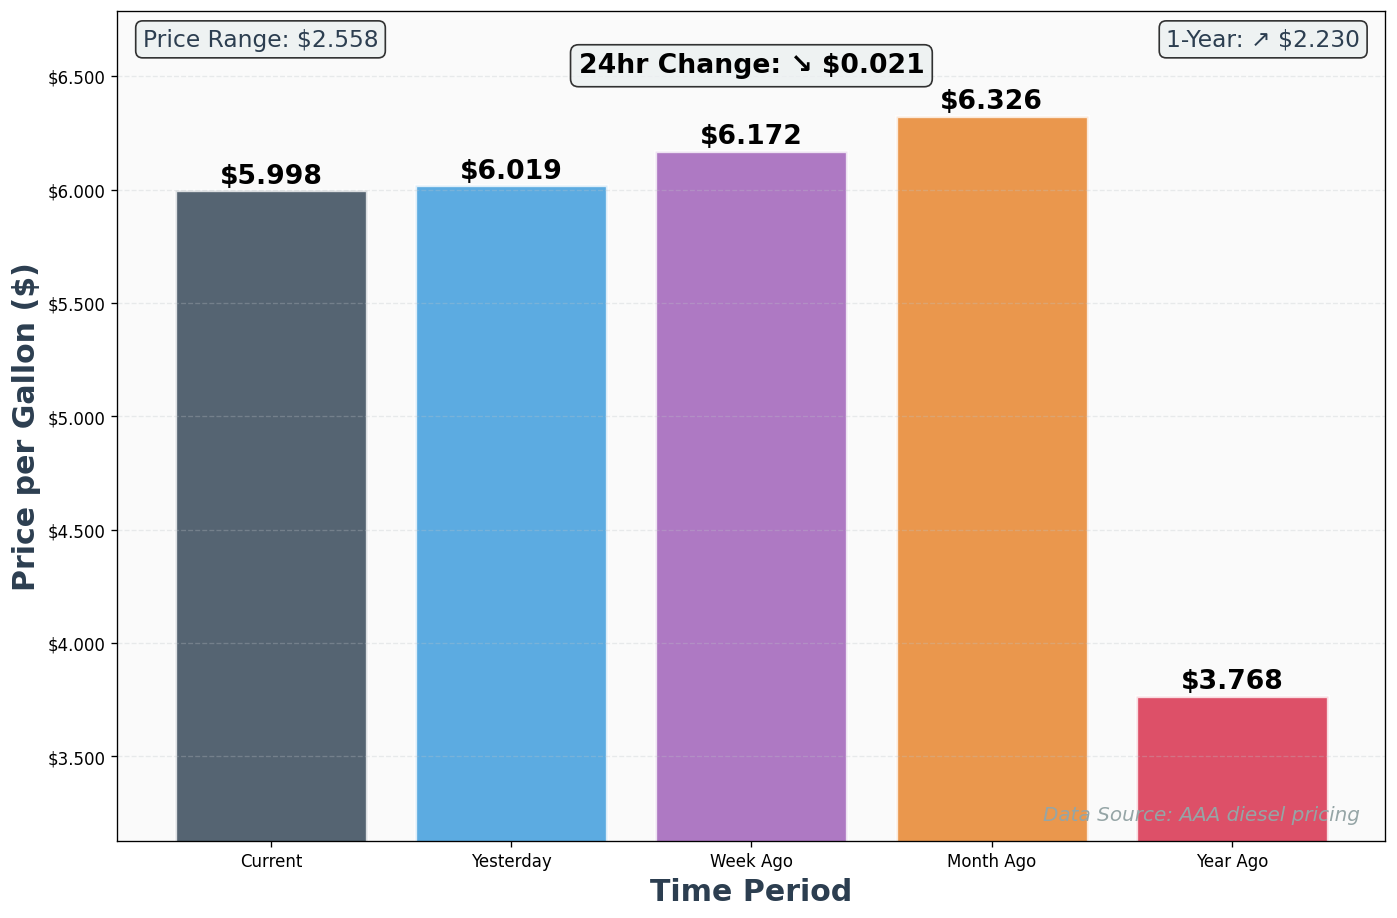 Price Range: $2.558
24hr Change: ↘ $0.021
1-Year: ↗ $2.230
Price per Gallon ($)
$6.500
$6.000
$5.500
$5.000
$4.500
$4.000
$3.500
$5.998
$6.019
$6.172
$6.326
$3.768
Data Source: AAA diesel pricing
Current
Yesterday
Week Ago
Month Ago
Year Ago
Time Period